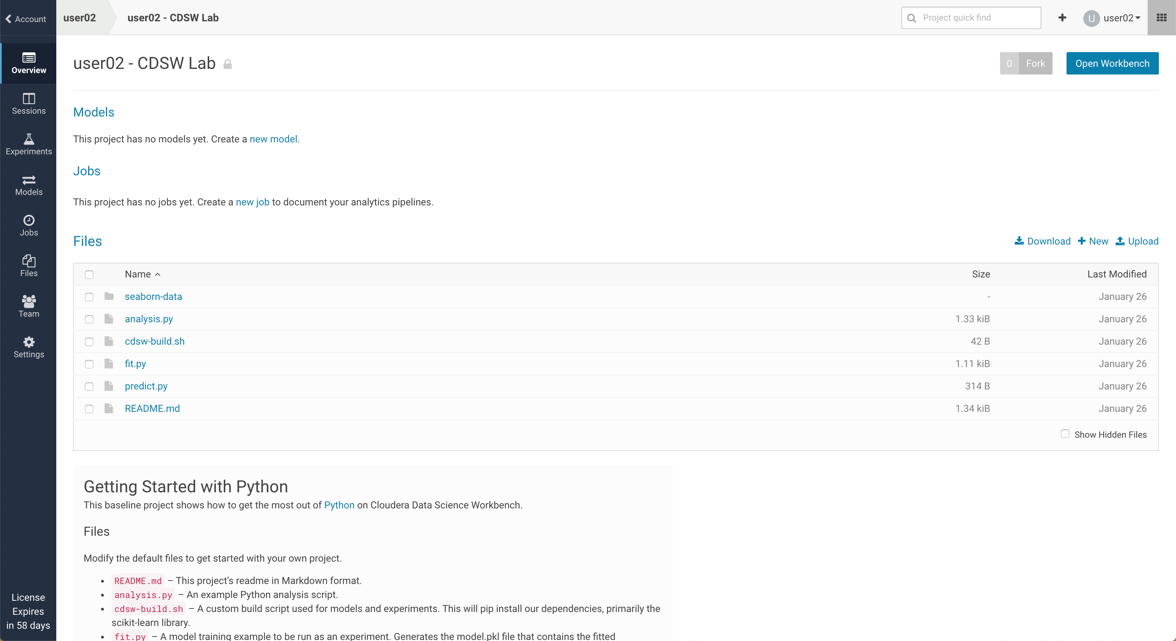 Account
user02
user02 - CDSW Lab
Project quick find
U
user02
Overview
Sessions
Experiments
Models
Jobs
Files
Team
Settings
License
Expires
in 58 days
user02 - CDSW Lab
0 Fork
Open Workbench
Models
This project has no models yet. Create a new model.
Jobs
This project has no jobs yet. Create a new job to document your analytics pipelines.
Files
Download New Upload
Name Size Last Modified
seaborn-data - January 26
analysis.py 1.33 kiB January 26
cdsw-build.sh 42 B January 26
fit.py 1.11 kiB January 26
predict.py 314 B January 26
README.md 1.34 kiB January 26
Show Hidden Files
Getting Started with Python
This baseline project shows how to get the most out of Python on Cloudera Data Science Workbench.
Files
Modify the default files to get started with your own project.
• README.md – This project's readme in Markdown format.
• analysis.py – An example Python analysis script.
• cdsw-build.sh – A custom build script used for models and experiments. This will pip install our dependencies, primarily the
scikit-learn library.
• fit.py – A model training example to be run as an experiment. Generates the model.pkl file that contains the fitted